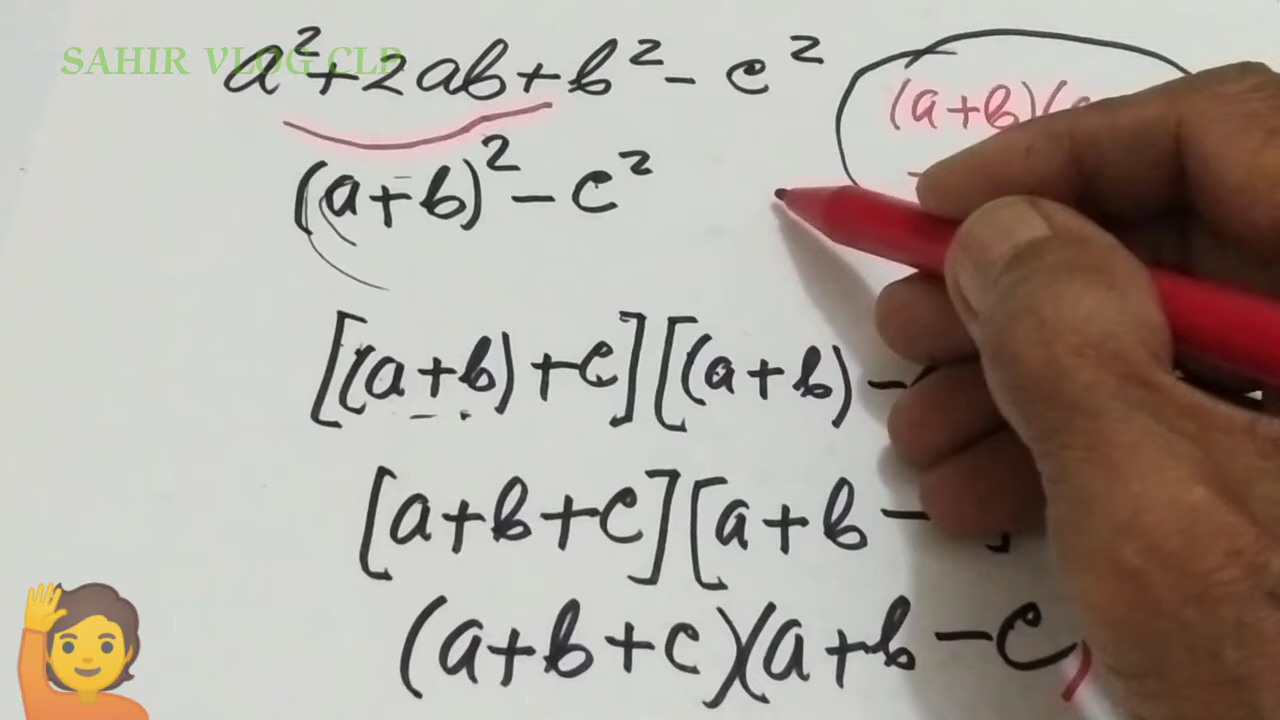 SAHIR VLOG CLP
a² + 2ab + b² - c²
(a+b)(
(a+b)² - c²
[(a+b)+c][(a+b)-
[a+b+c][a+b-
(a+b+c)(a+b-c)